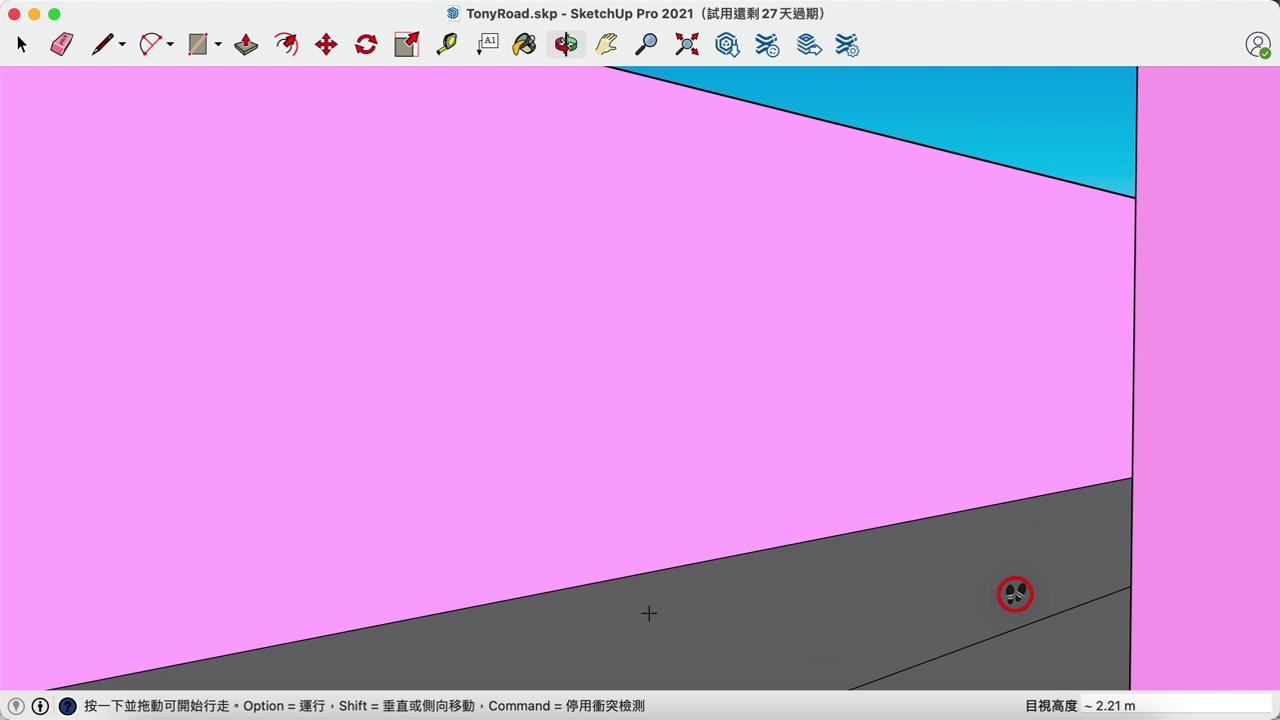 TonyRoad.skp - SketchUp Pro 2021（試用還剩 27 天過期）
A1
按一下並拖動可開始行走。Option = 運行，Shift = 垂直或側向移動，Command = 停用衝突檢測
目視高度 ~ 2.21 m